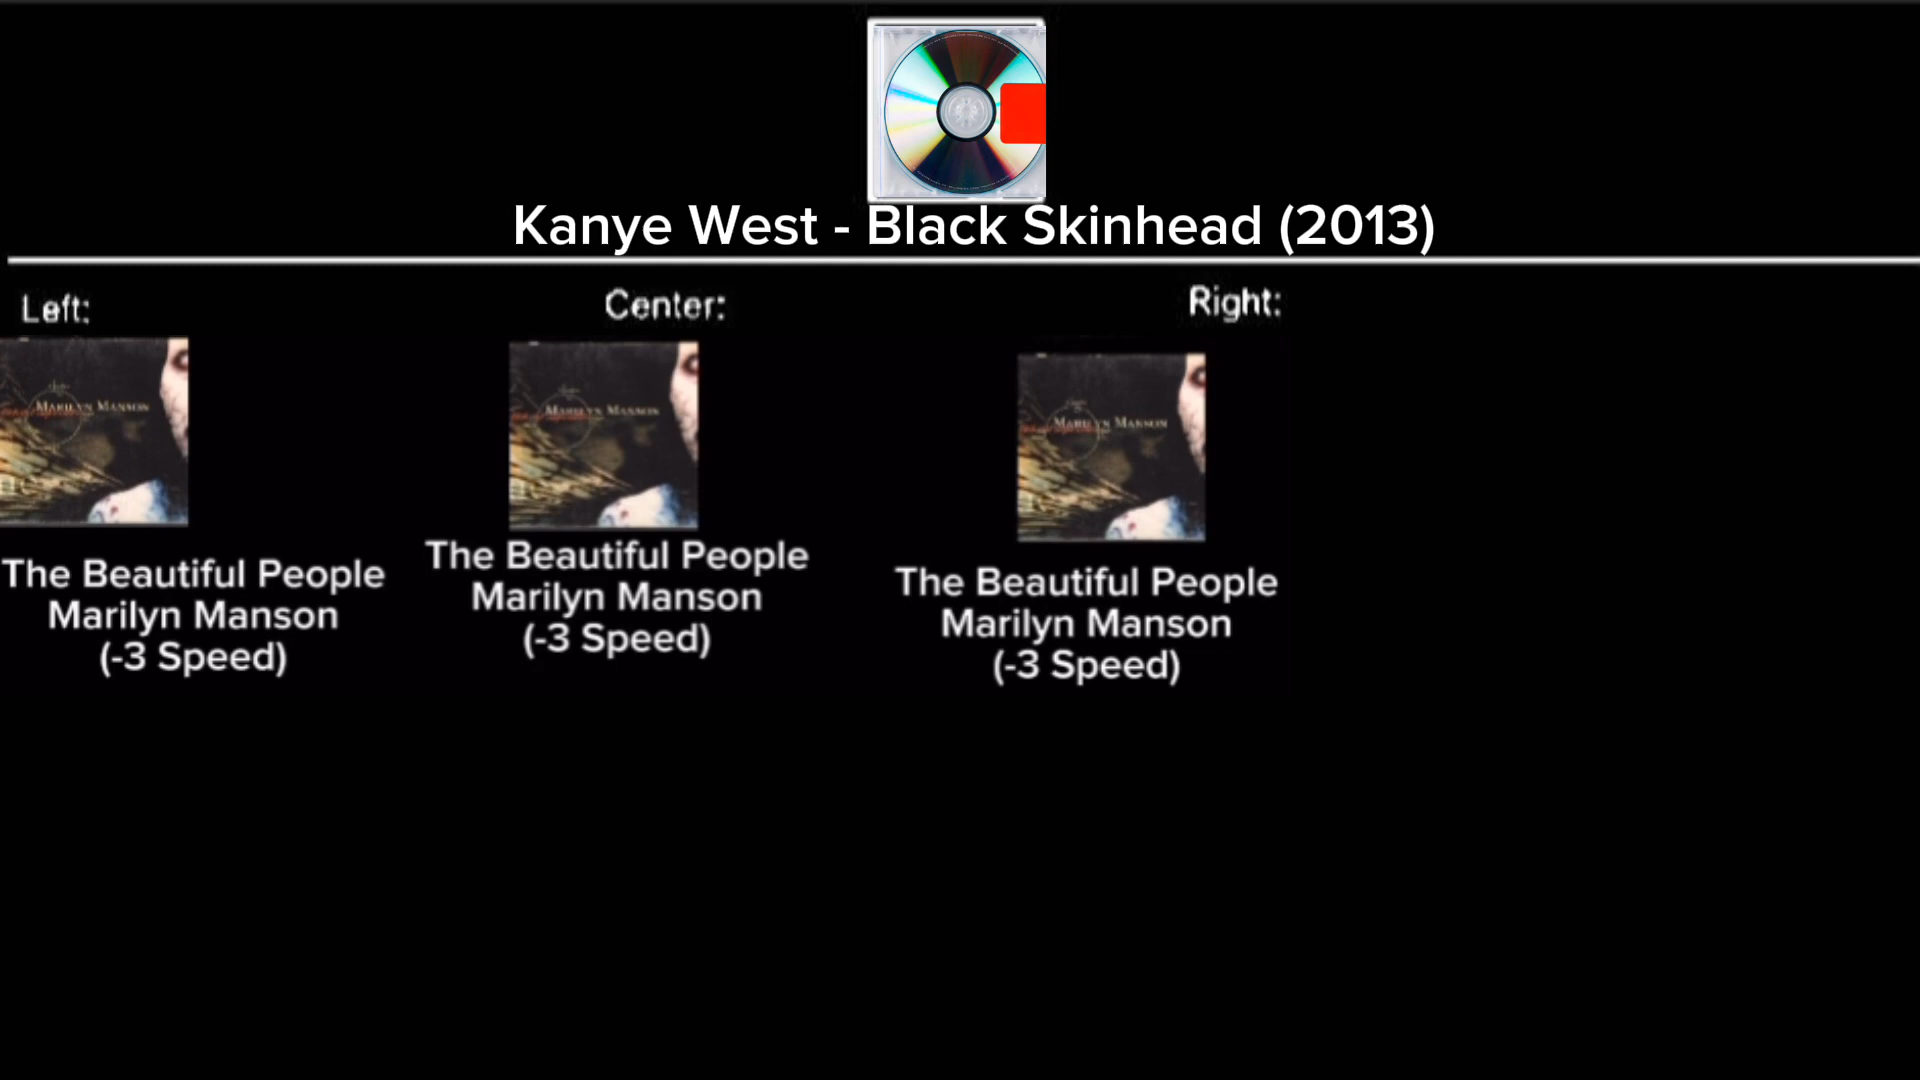 Kanye West - Black Skinhead (2013)
Left:
Center:
Right:
MARILYN MANSON
The Beautiful People
Marilyn Manson
(-3 Speed)
MARILYN MANSON
The Beautiful People
Marilyn Manson
(-3 Speed)
MARILYN MANSON
The Beautiful People
Marilyn Manson
(-3 Speed)